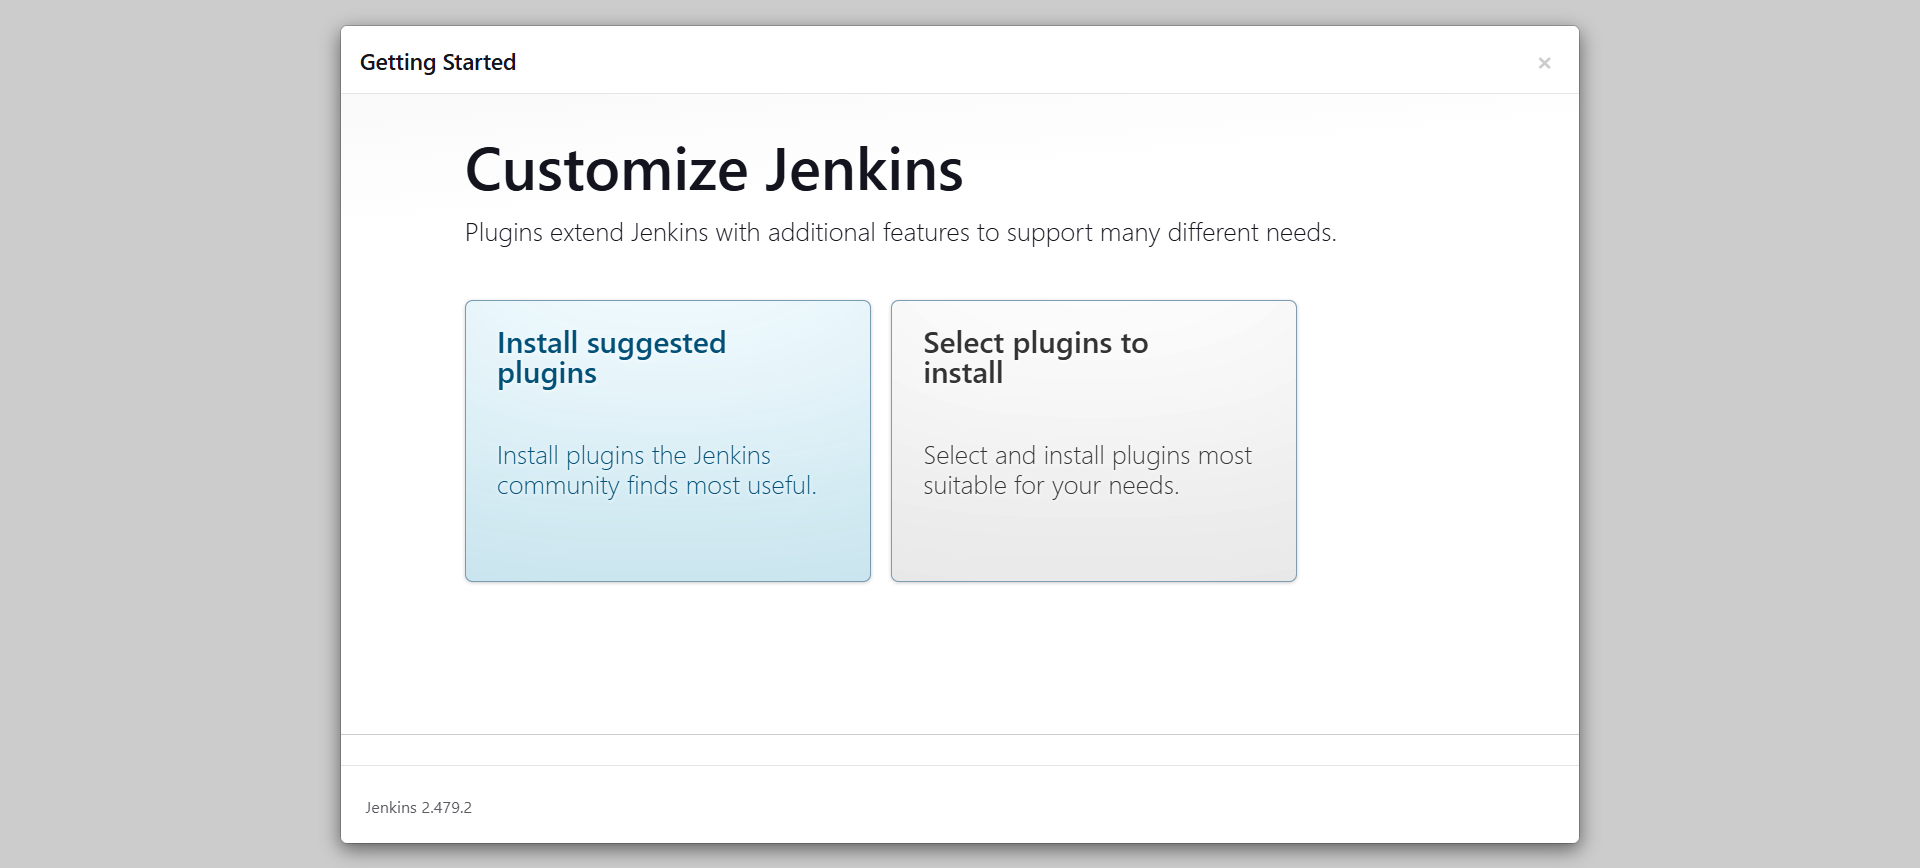 Getting Started
×
Customize Jenkins
Plugins extend Jenkins with additional features to support many different needs.
Install suggested
plugins
Install plugins the Jenkins
community finds most useful.
Select plugins to
install
Select and install plugins most
suitable for your needs.
Jenkins 2.479.2